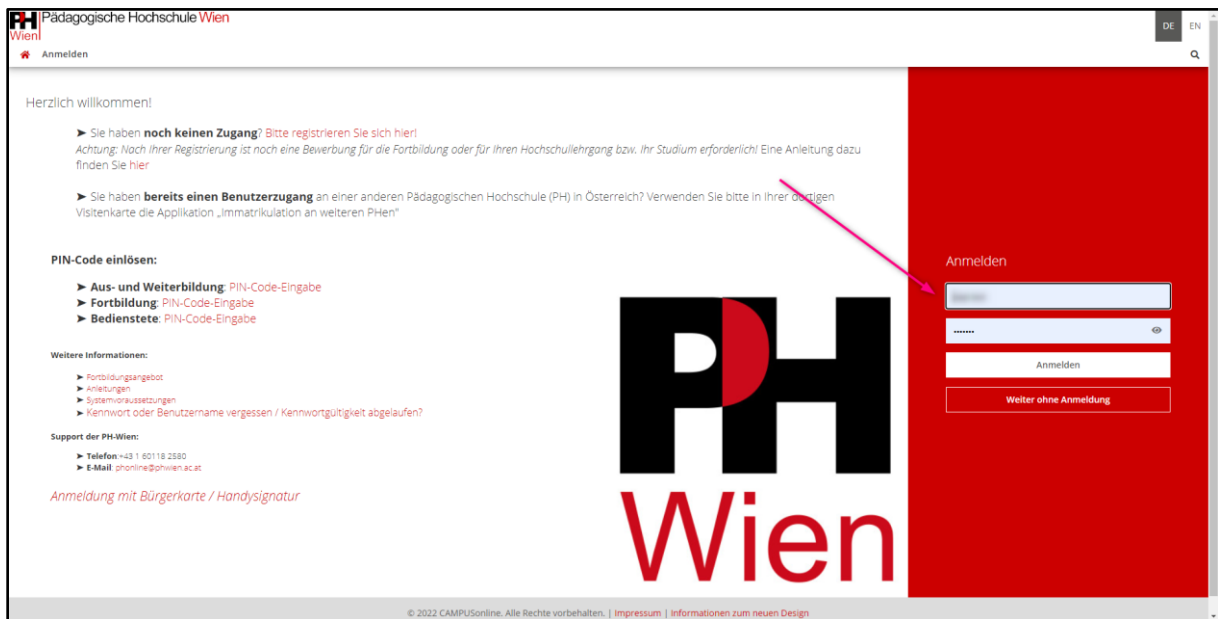 PH Wien
Pädagogische Hochschule Wien
DE EN
Anmelden
Herzlich willkommen!
➤ Sie haben noch keinen Zugang? Bitte registrieren Sie sich hier!
Achtung: Nach Ihrer Registrierung ist noch eine Bewerbung für die Fortbildung oder für Ihren Hochschullehrgang bzw. Ihr Studium erforderlich! Eine Anleitung dazu
finden Sie hier
➤ Sie haben bereits einen Benutzerzugang an einer anderen Pädagogischen Hochschule (PH) in Österreich? Verwenden Sie bitte in Ihrer dortigen
Visitenkarte die Applikation „Immatrikulation an weiteren PHen"
PIN-Code einlösen:
➤ Aus- und Weiterbildung: PIN-Code-Eingabe
➤ Fortbildung: PIN-Code-Eingabe
➤ Bedienstete: PIN-Code-Eingabe
Weitere Informationen:
➤ Fortbildungsangebot
➤ Anleitungen
➤ Systemvoraussetzungen
➤ Kennwort oder Benutzername vergessen / Kennwortgültigkeit abgelaufen?
Support der PH-Wien:
➤ Telefon:+43 1 60118 2580
➤ E-Mail: phonline@phwien.ac.at
Anmeldung mit Bürgerkarte / Handysignatur
PH
Wien
Anmelden
Anmelden
Weiter ohne Anmeldung
© 2022 CAMPUSonline. Alle Rechte vorbehalten. | Impressum | Informationen zum neuen Design